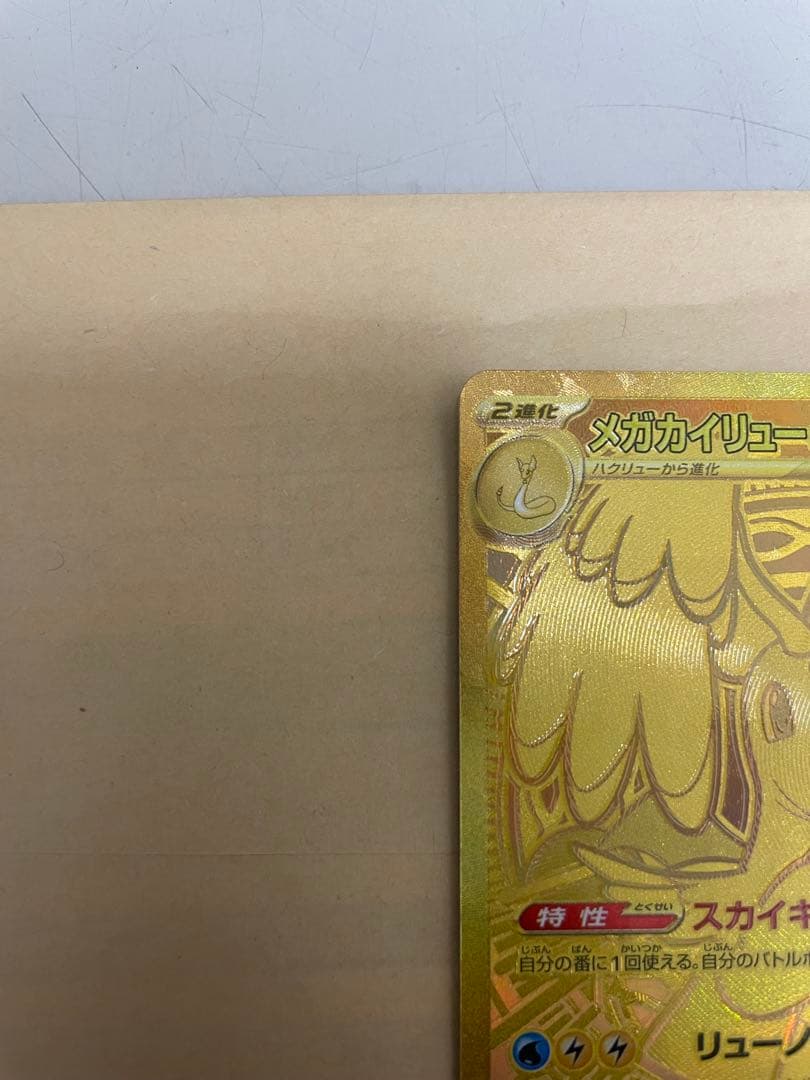 2進化
メガカイリュー
ハクリューから進化
特性
とくせい
スカイ
じぶん ばん かいつか じぶん
自分の番に1回使える。自分のバトル
リュー